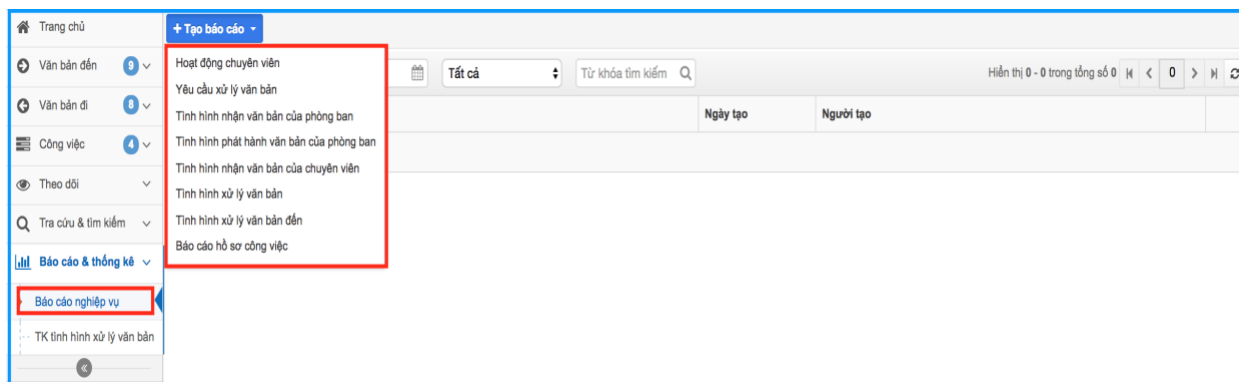 Trang chủ
Văn bản đến 9
Văn bản đi 8
Công việc 4
Theo dõi
Tra cứu & tìm kiếm
Báo cáo & thống kê
Báo cáo nghiệp vụ
TK tình hình xử lý văn bản
+ Tạo báo cáo
Hoạt động chuyên viên
Yêu cầu xử lý văn bản
Tình hình nhận văn bản của phòng ban
Tình hình phát hành văn bản của phòng ban
Tình hình nhận văn bản của chuyên viên
Tình hình xử lý văn bản
Tình hình xử lý văn bản đến
Báo cáo hồ sơ công việc
Tất cả Từ khóa tìm kiếm Hiển thị 0 - 0 trong tổng số 0 0
Ngày tạo Người tạo